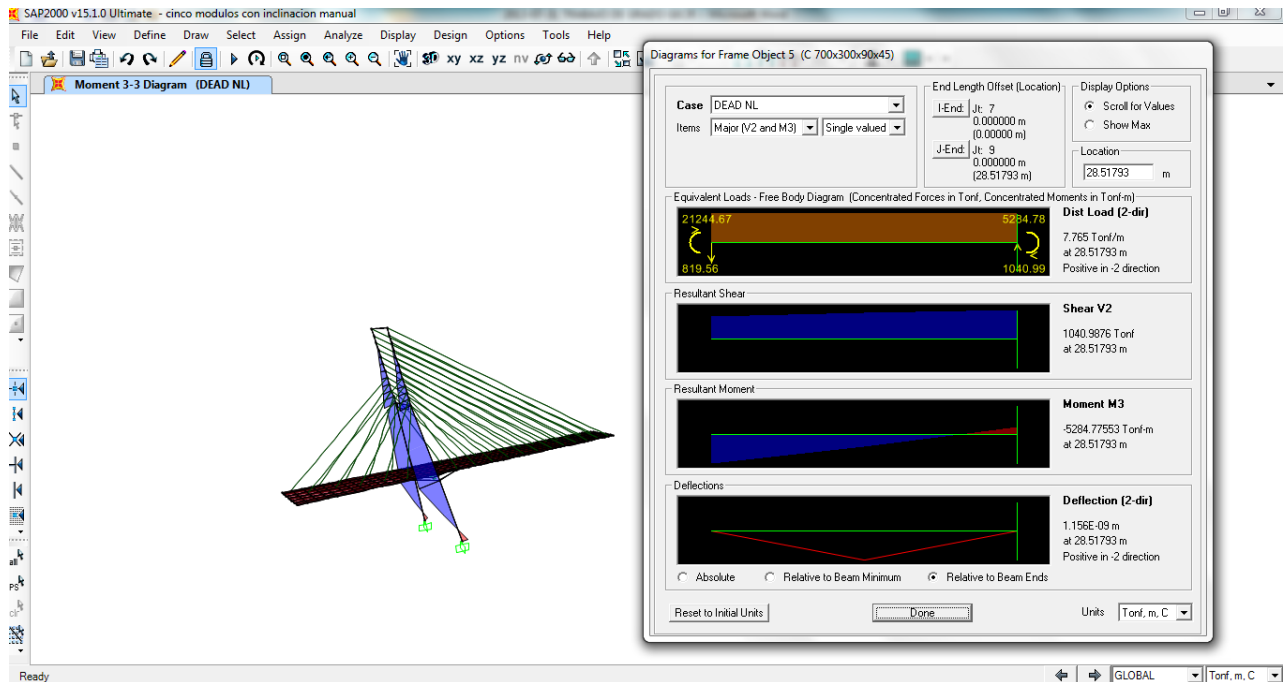 SAP2000 v15.1.0 Ultimate - cinco modulos con inclinacion manual
File Edit View Define Draw Select Assign Analyze Display Design Options Tools Help
xy xz yz nv
Moment 3-3 Diagram (DEAD NL)
all
PS
clr
Diagrams for Frame Object 5 (C 700x300x90x45)
Case DEAD NL
Items Major (V2 and M3) Single valued
End Length Offset (Location)
I-End: Jt: 7
0.000000 m
(0.00000 m)
J-End: Jt: 9
0.000000 m
(28.51793 m)
Display Options
Scroll for Values
Show Max
Location
28.51793 m
Equivalent Loads - Free Body Diagram (Concentrated Forces in Tonf, Concentrated Moments in Tonf-m)
21244.67 5284.78
819.56 1040.99
Dist Load (2-dir)
7.765 Tonf/m
at 28.51793 m
Positive in -2 direction
Resultant Shear
Shear V2
1040.9876 Tonf
at 28.51793 m
Resultant Moment
Moment M3
-5284.77553 Tonf-m
at 28.51793 m
Deflections
Deflection (2-dir)
1.156E-09 m
at 28.51793 m
Positive in -2 direction
Absolute Relative to Beam Minimum Relative to Beam Ends
Reset to Initial Units Done Units Tonf, m, C
Ready GLOBAL Tonf, m, C